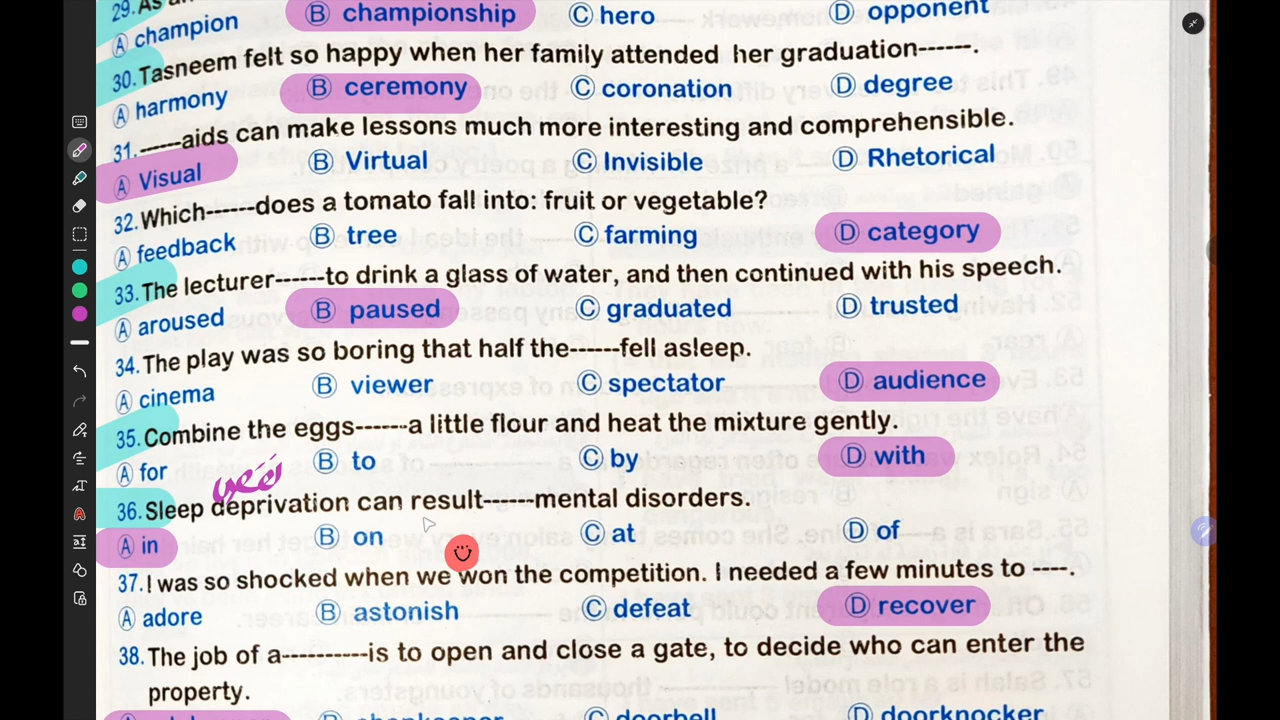 29. As
A champion B championship C hero D opponent
30. Tasneem felt so happy when her family attended her graduation------.
A harmony B ceremony C coronation D degree
31. -----aids can make lessons much more interesting and comprehensible.
A Visual B Virtual C Invisible D Rhetorical
32. Which------does a tomato fall into: fruit or vegetable?
A feedback B tree C farming D category
33. The lecturer------to drink a glass of water, and then continued with his speech.
A aroused B paused C graduated D trusted
34. The play was so boring that half the------fell asleep.
A cinema B viewer C spectator D audience
35. Combine the eggs------a little flour and heat the mixture gently.
A for B to C by D with
36. Sleep deprivation can result------mental disorders.
A in B on C at D of
37. I was so shocked when we won the competition. I needed a few minutes to ----.
A adore B astonish C defeat D recover
38. The job of a----------is to open and close a gate, to decide who can enter the
property.
B shopkeeper C doorbell D doorknocker